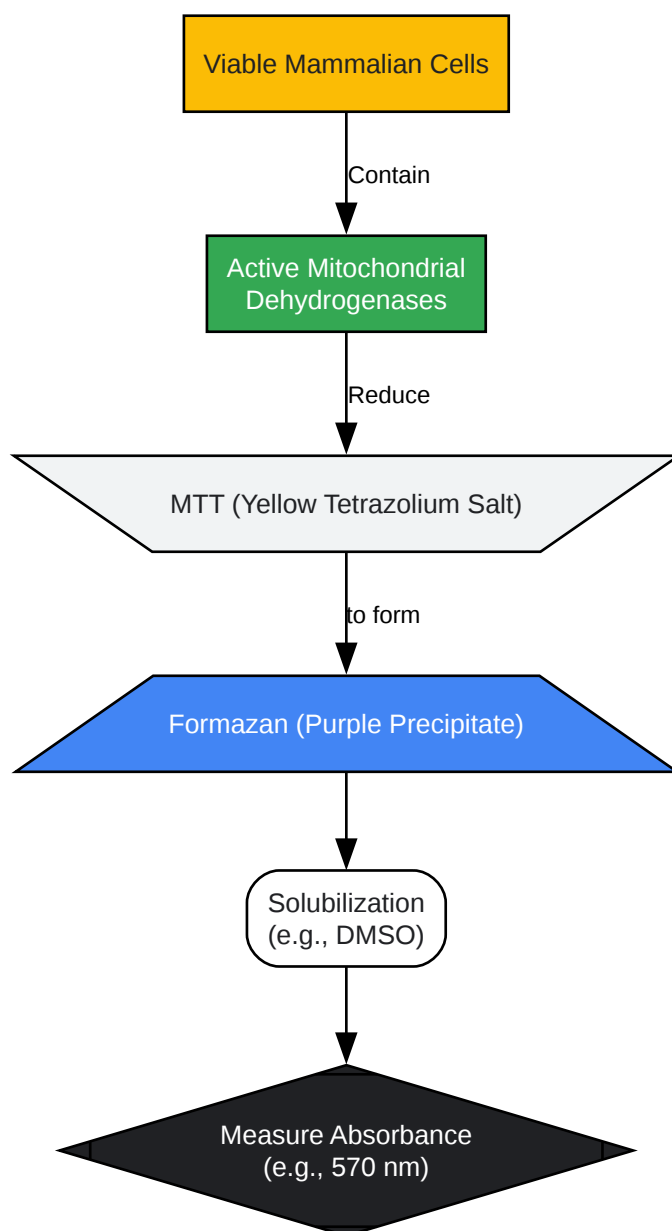 Viable Mammalian Cells
Contain
Active Mitochondrial
Dehydrogenases
Reduce
MTT (Yellow Tetrazolium Salt)
to form
Formazan (Purple Precipitate)
Solubilization
(e.g., DMSO)
Measure Absorbance
(e.g., 570 nm)